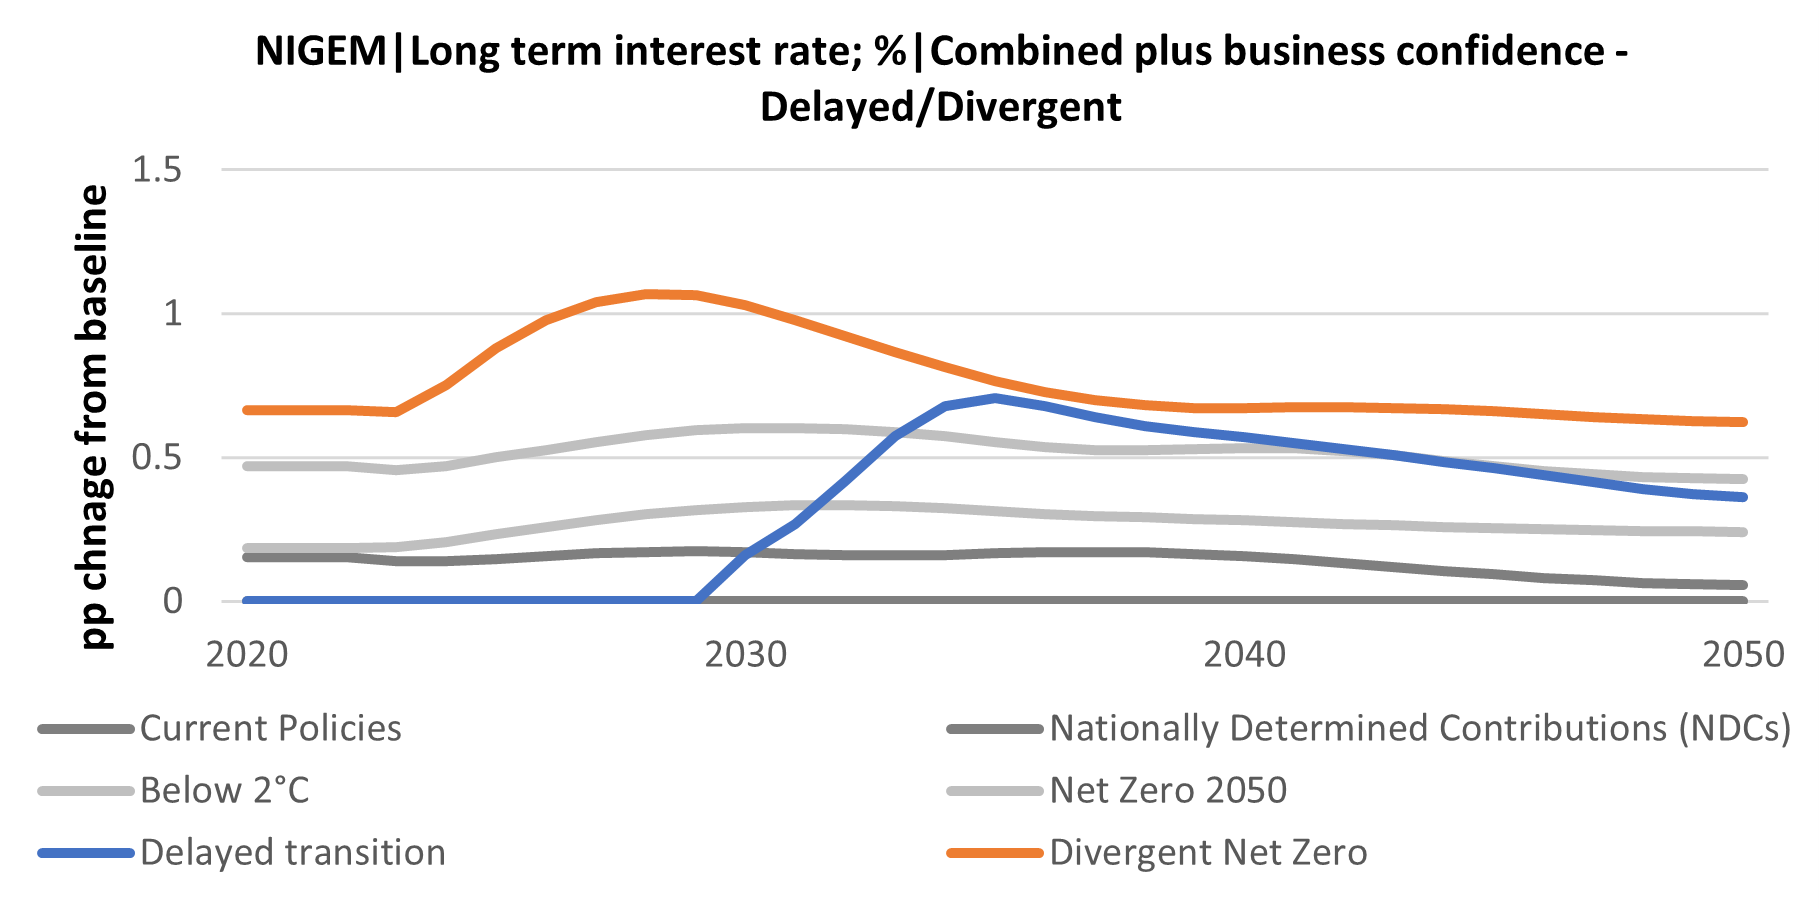 NIGEM|Long term interest rate; %|Combined plus business confidence -
Delayed/Divergent
pp chnage from baseline
1.5
1
0.5
0
2020 2030 2040 2050
Current Policies
Nationally Determined Contributions (NDCs)
Below 2°C
Net Zero 2050
Delayed transition
Divergent Net Zero